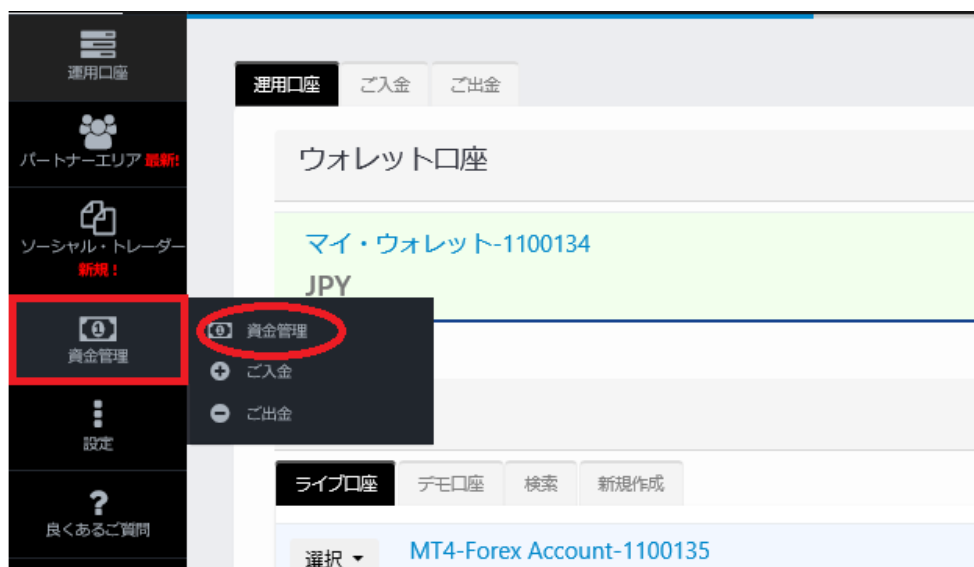 運用口座
パートナーエリア 最新!
ソーシャル・トレーダー
新規！
資金管理
設定
?
良くあるご質問
資金管理
ご入金
ご出金
運用口座 ご入金 ご出金
ウォレット口座
マイ・ウォレット-1100134
JPY
ライブ口座 デモ口座 検索 新規作成
選択 MT4-Forex Account-1100135